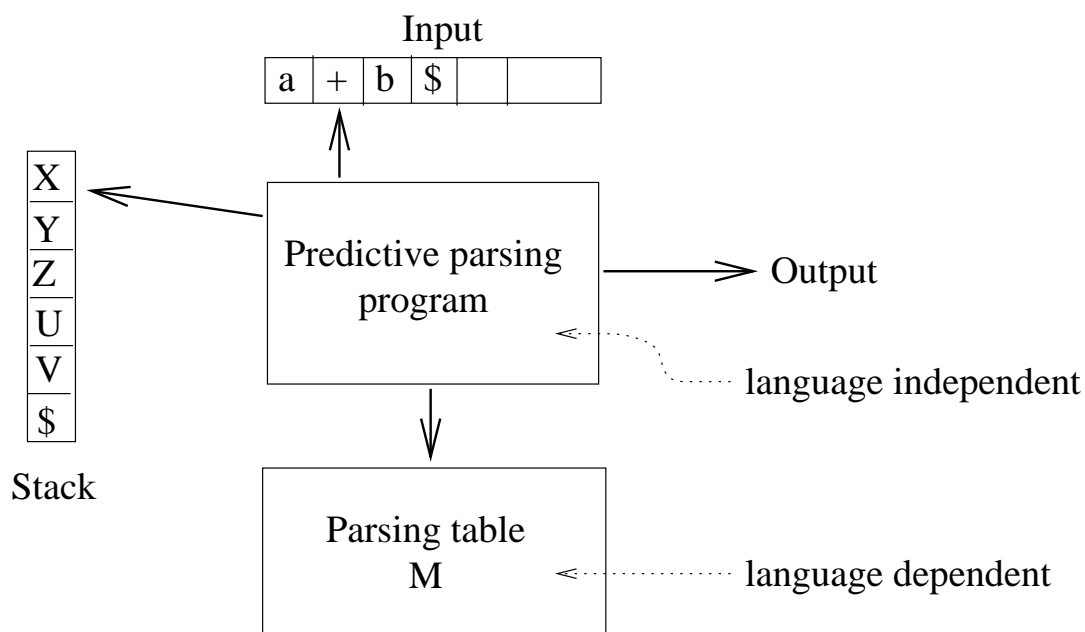 Input
a + b $
X
Y
Z
U
V
$
Stack
Predictive parsing
program
Output
language independent
Parsing table
M
language dependent